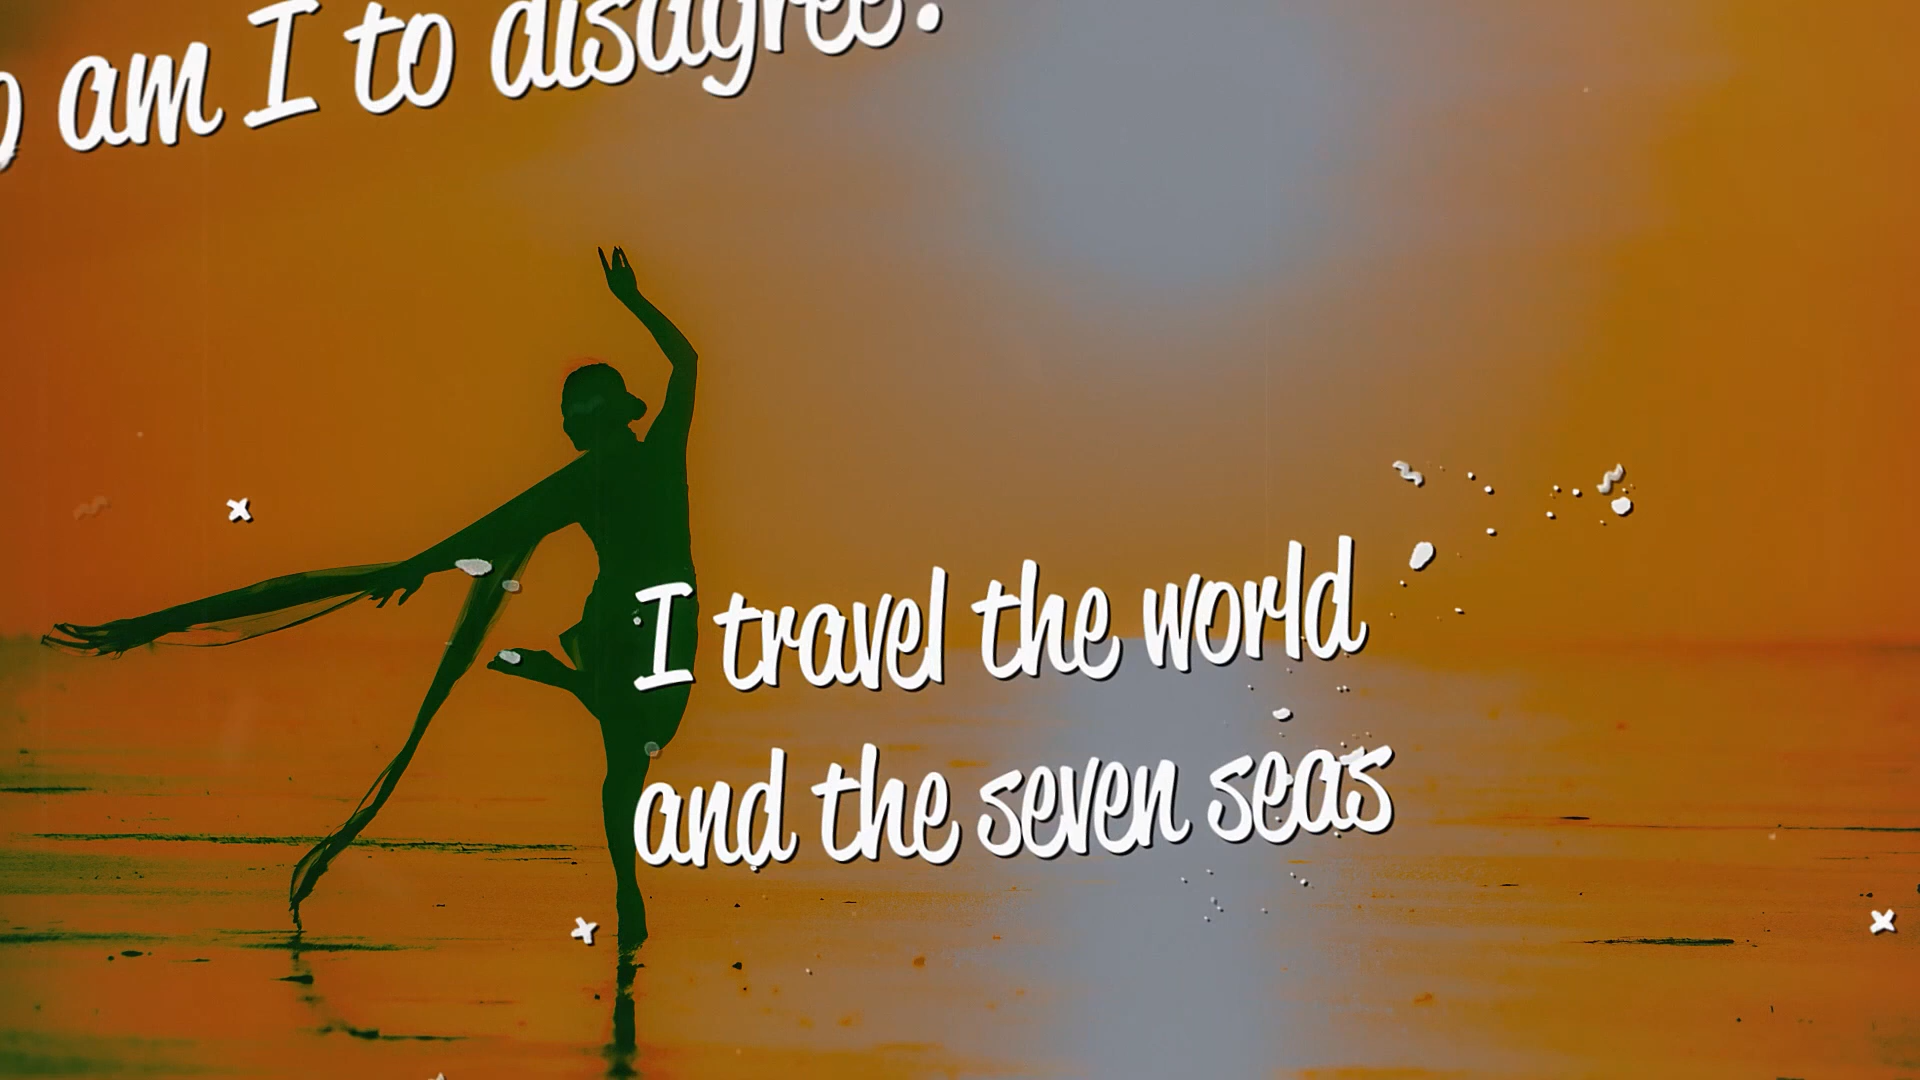 am I to disagree?
I travel the world
and the seven seas